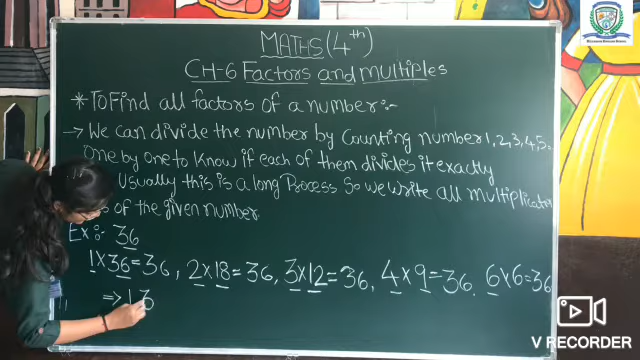 MATHS (4th)
CH-6 Factors and multiples
* To Find all factors of a number:-
→ We can divide the number by Counting number 1, 2, 3, 4, 5,
One by one to know if each of them divides it exactly
Usually this is a long Process So we write all multiplication
of the given number
Ex:- 36
1 × 36 = 36, 2 × 18 = 36, 3 × 12 = 36, 4 × 9 = 36, 6 × 6 = 36
⇒ 1
V RECORDER